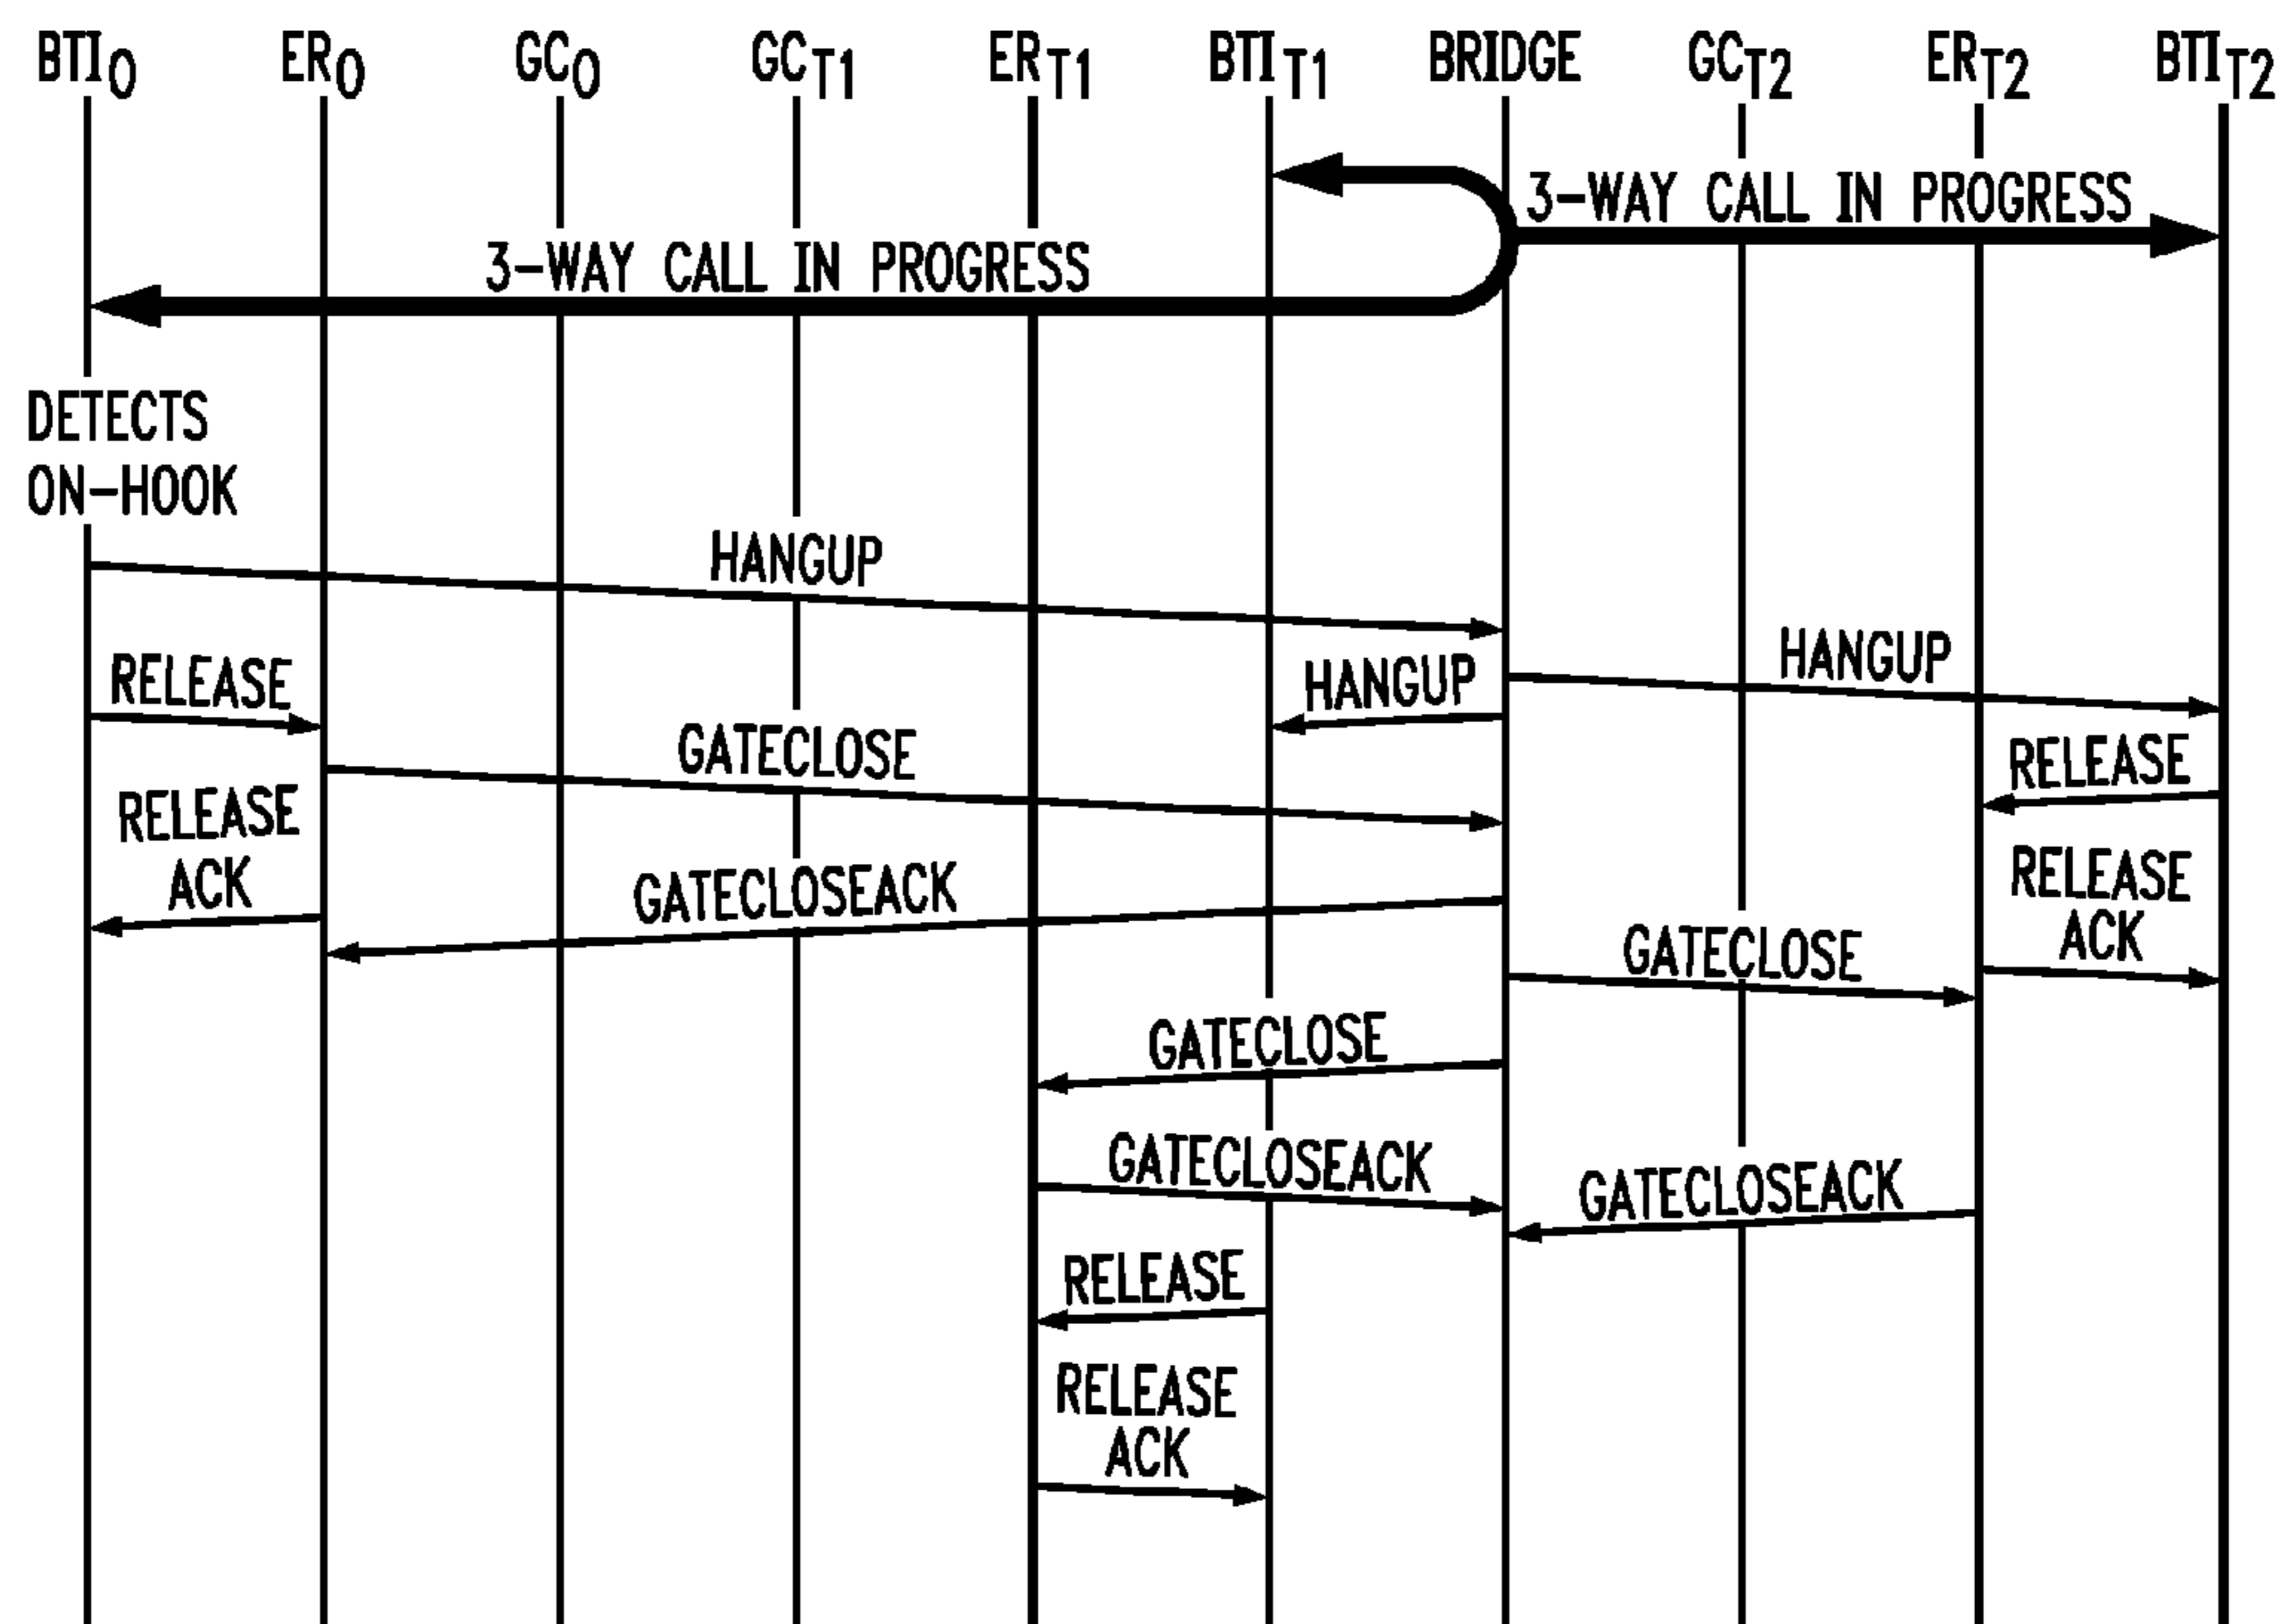 BTIO ERO GCO GCT1 ERT1 BTIT1 BRIDGE GCT2 ERT2 BTIT2
3-WAY CALL IN PROGRESS
3-WAY CALL IN PROGRESS
DETECTS
ON-HOOK
HANGUP
HANGUP
HANGUP
RELEASE
GATECLOSE
RELEASE
RELEASE
ACK
GATECLOSEACK
RELEASE
ACK
GATECLOSE
GATECLOSE
GATECLOSEACK
GATECLOSEACK
RELEASE
RELEASE
ACK